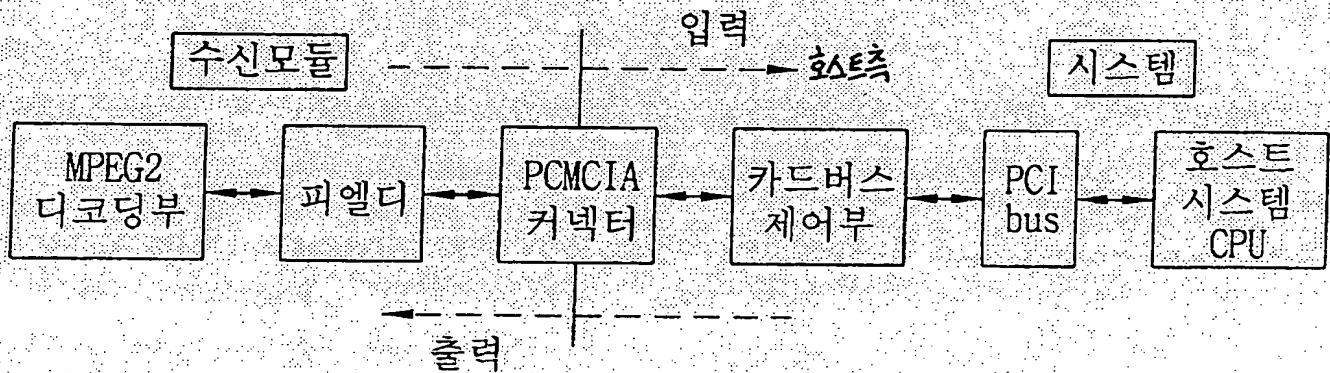 입력
수신모듈
호스트측
시스템
MPEG2
디코딩부
피엘디
PCMCIA
커넥터
카드버스
제어부
PCI
bus
호스트
시스템
CPU
출력